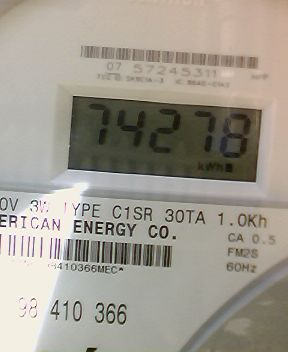 07 57245311
74278
kWh
0V 3W TYPE C1SR 30TA 1.0Kh
ERICAN ENERGY CO.
CA 0.5
FM2S
60Hz
410366MEC*
98 410 366